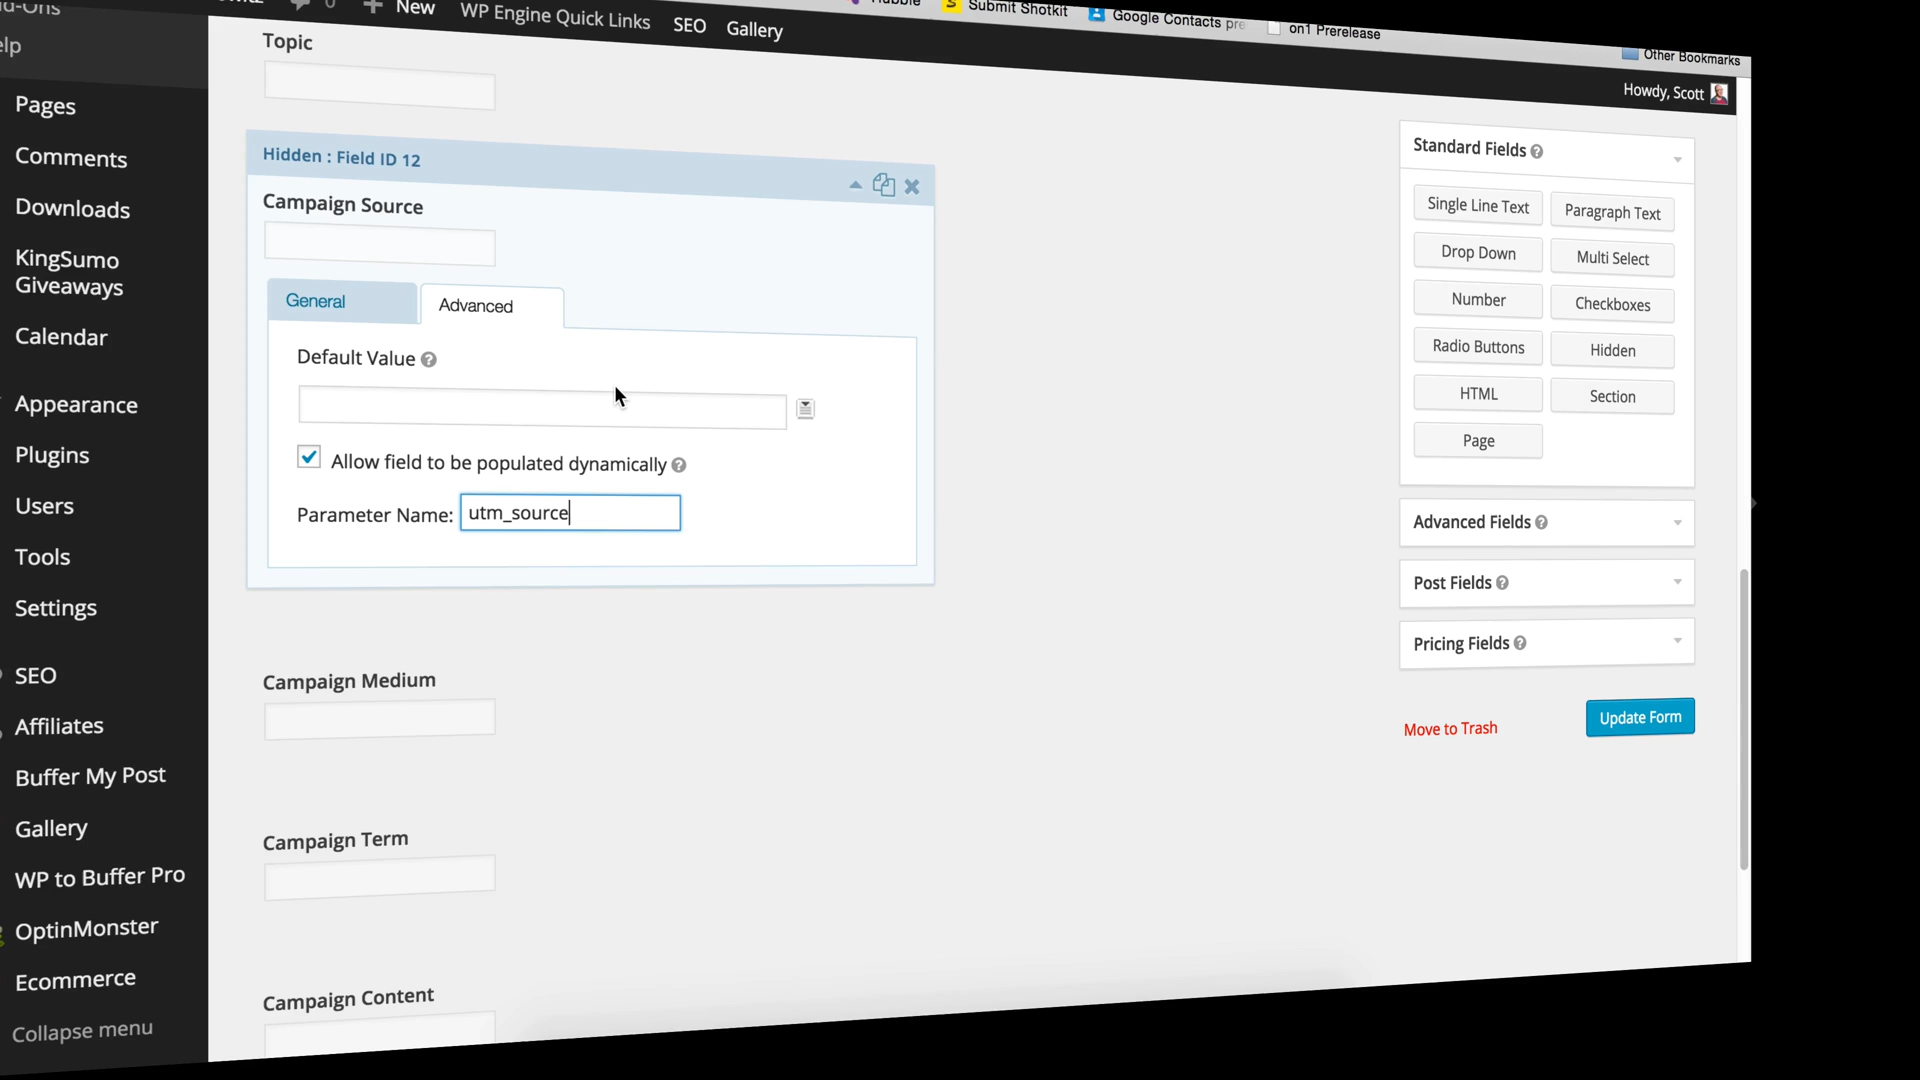 New
WP Engine Quick Links
SEO
Gallery
Submit Shotkit
Google Contacts
on1 Prerelease
Other Bookmarks
Howdy, Scott
Pages
Comments
Downloads
KingSumo
Giveaways
Calendar
Appearance
Plugins
Users
Tools
Settings
SEO
Affiliates
Buffer My Post
Gallery
WP to Buffer Pro
OptinMonster
Ecommerce
Collapse menu
Topic
Hidden : Field ID 12
Campaign Source
General
Advanced
Default Value
Allow field to be populated dynamically
Parameter Name: utm_source
Campaign Medium
Campaign Term
Campaign Content
Standard Fields
Single Line Text
Paragraph Text
Drop Down
Multi Select
Number
Checkboxes
Radio Buttons
Hidden
HTML
Section
Page
Advanced Fields
Post Fields
Pricing Fields
Move to Trash
Update Form